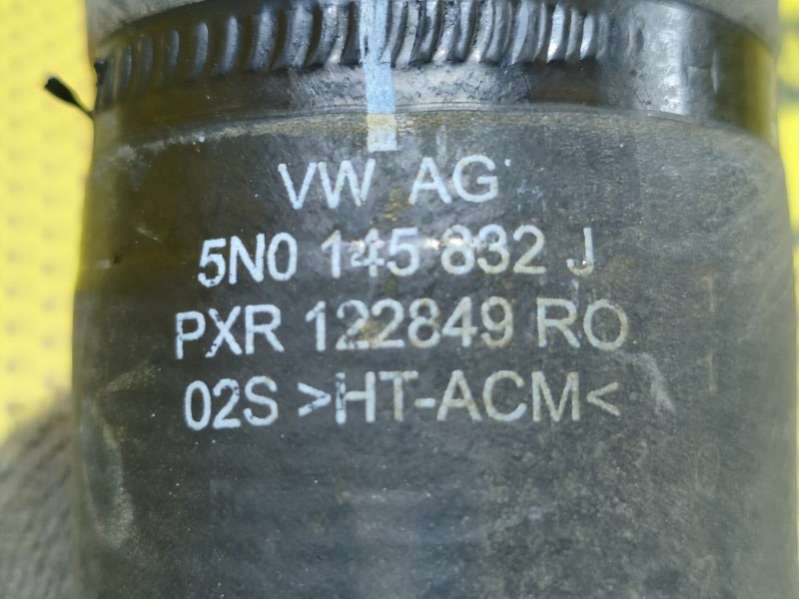 VW AG
5N0 145 832 J
PXR 122849 RO
02S >HT-ACM<